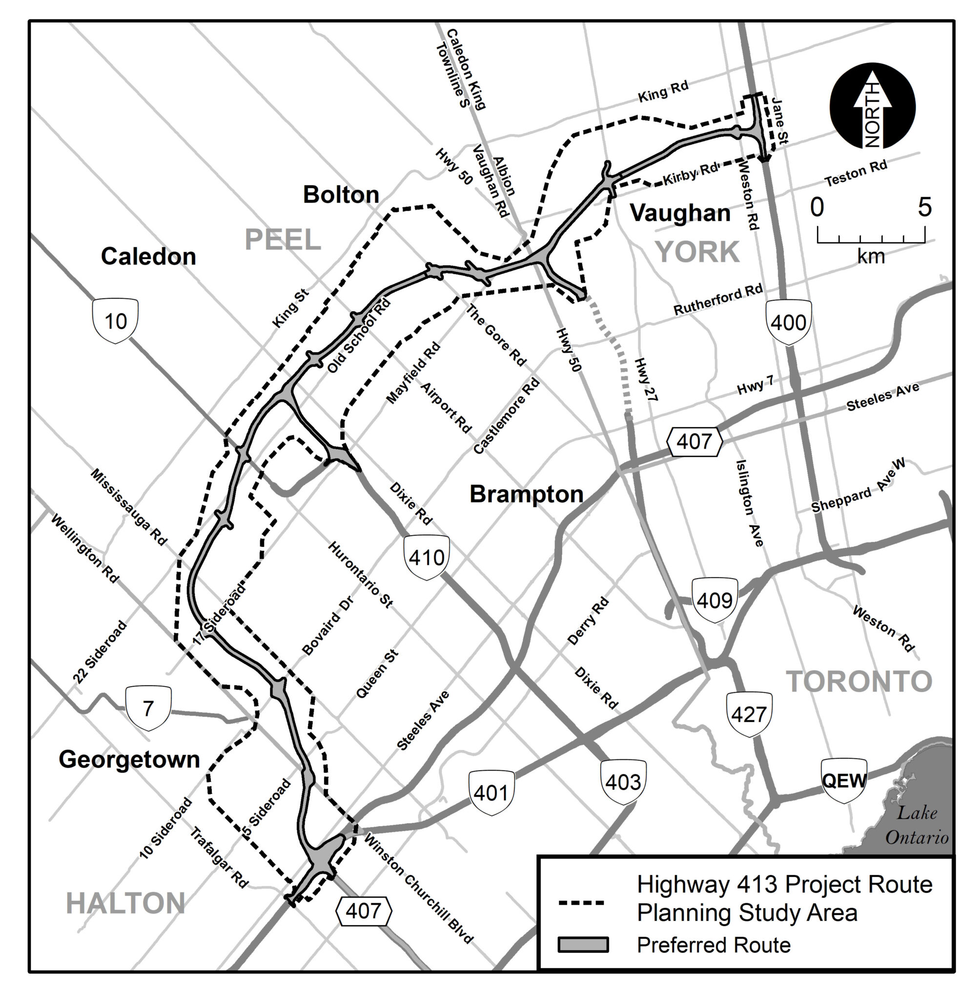 Caledon King
Townline S
King Rd
Jane St
NORTH
Hwy 50
Albion
Vaughan Rd
Kirby Rd
Weston Rd
Teston Rd
0 5
km
Bolton
Vaughan
PEEL
YORK
Caledon
King St
10
Old School Rd
The Gore Rd
Rutherford Rd
400
Mayfield Rd
Hwy 50
Hwy 27
Airport Rd
Castlemore Rd
Hwy 7
Steeles Ave
407
Mississauga Rd
Dixie Rd
Brampton
Islington Ave
Sheppard Ave W
Wellington Rd
Hurontario St
410
17 Sideroad
Bovaird Dr
Derry Rd
409
Weston Rd
22 Sideroad
Queen St
Dixie Rd
TORONTO
7
Steeles Ave
427
Georgetown
401
403
QEW
10 Sideroad
5 Sideroad
Trafalgar Rd
Lake
Ontario
Winston Churchill Blvd
HALTON
407
Highway 413 Project Route
Planning Study Area
Preferred Route